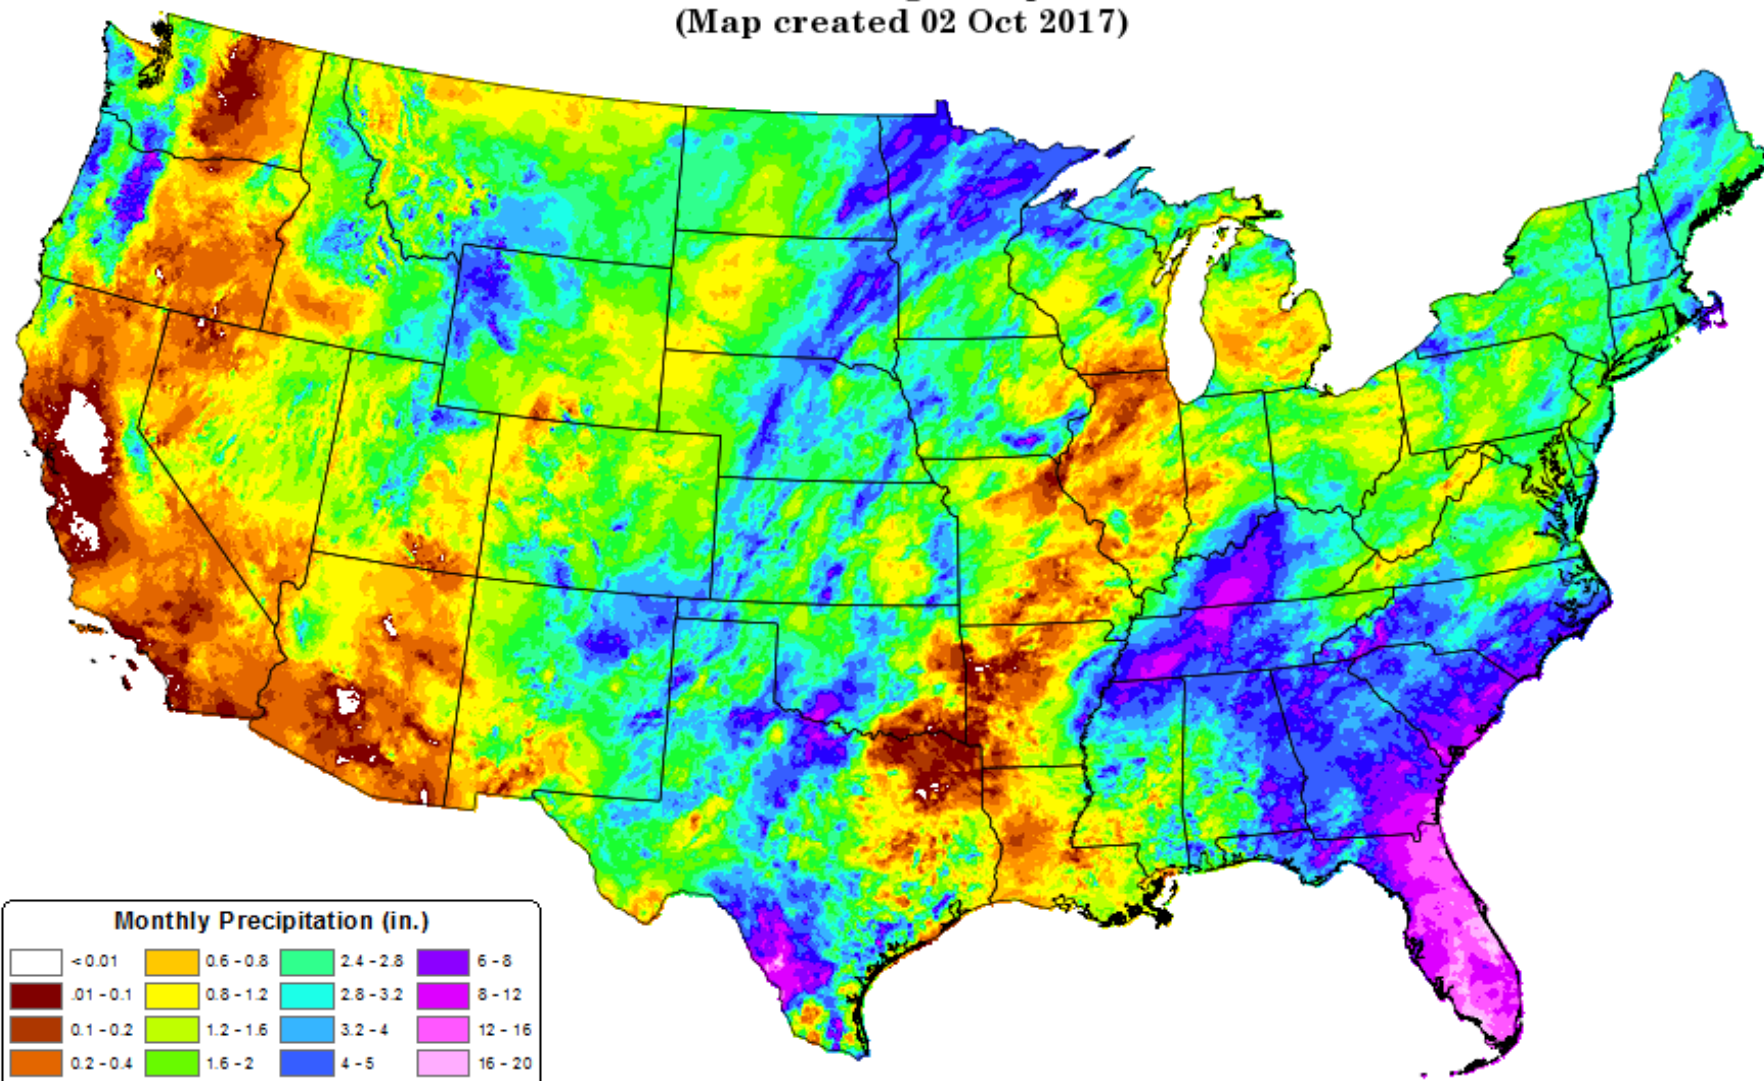 (Map created 02 Oct 2017)
Monthly Precipitation (in.)
< 0.01 0.6 - 0.8 2.4 - 2.8 6 - 8
.01 - 0.1 0.8 - 1.2 2.8 - 3.2 8 - 12
0.1 - 0.2 1.2 - 1.6 3.2 - 4 12 - 16
0.2 - 0.4 1.6 - 2 4 - 5 16 - 20